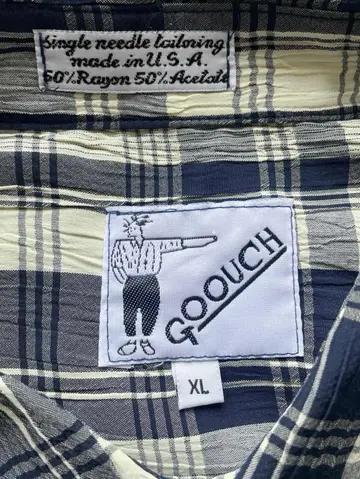 Single needle tailoring
made in U.S.A.
50% Rayon 50% Acetate
GOOUCH
XL